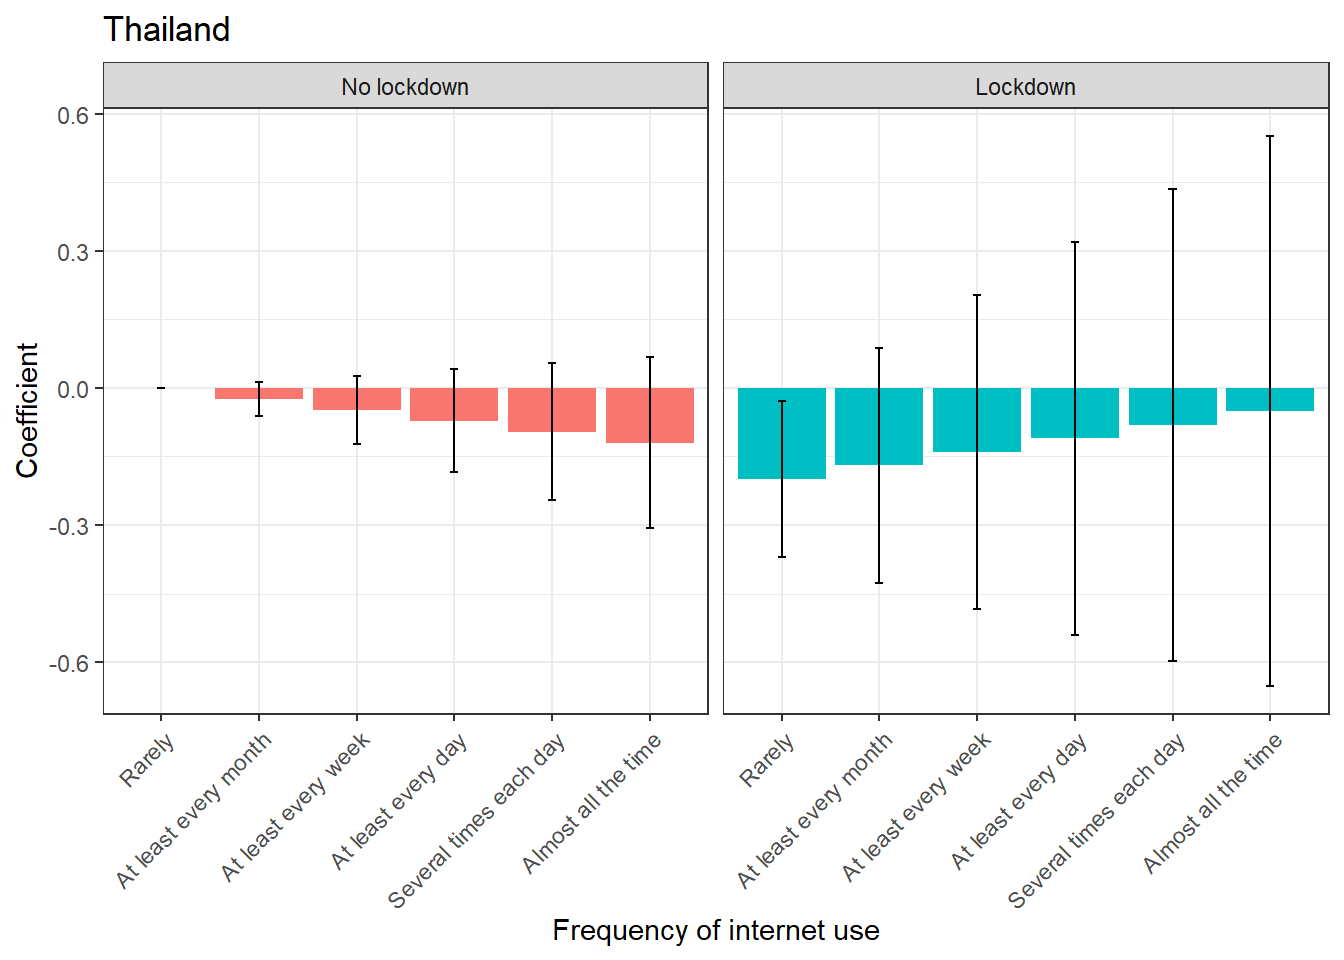 Thailand
No lockdown
Lockdown
Coefficient
0.6
0.3
0.0
-0.3
-0.6
Rarely
At least every month
At least every week
At least every day
Several times each day
Almost all the time
Rarely
At least every month
At least every week
At least every day
Several times each day
Almost all the time
Frequency of internet use